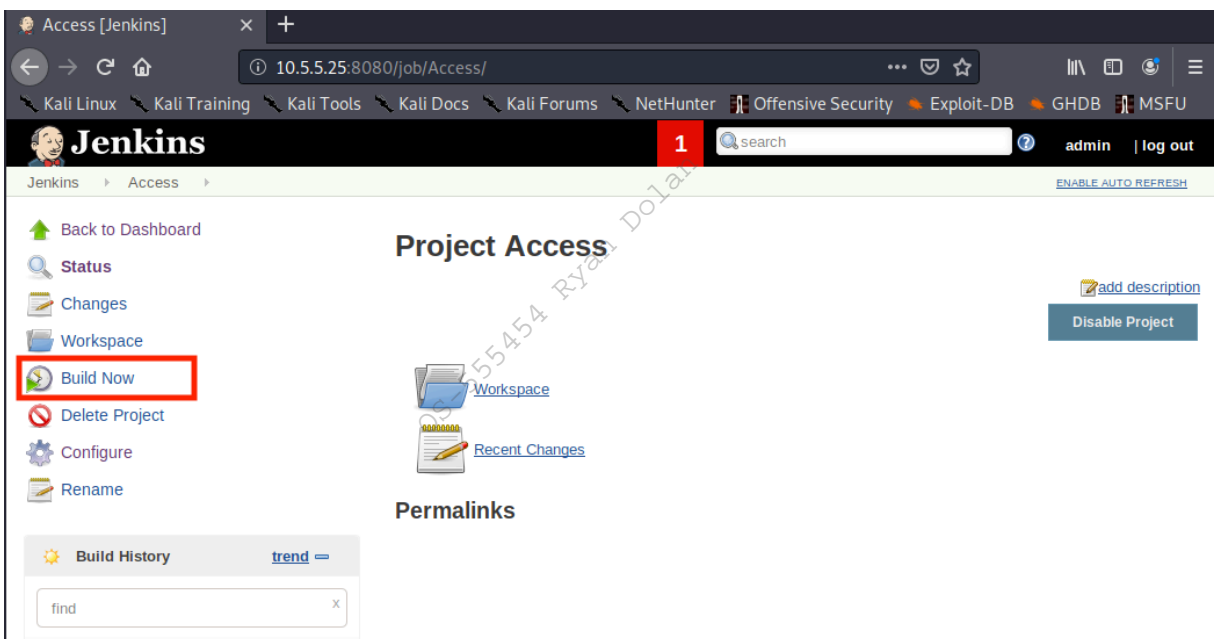 Access [Jenkins]
10.5.5.25:8080/job/Access/
Kali Linux Kali Training Kali Tools Kali Docs Kali Forums NetHunter Offensive Security Exploit-DB GHDB MSFU
Jenkins 1 search admin | log out
Jenkins Access ENABLE AUTO REFRESH
Back to Dashboard
Project Access
Status
add description
Changes
Disable Project
Workspace
Build Now
Workspace
Delete Project
Configure
Recent Changes
Rename
Permalinks
Build History trend
find x
Ryan Dolan